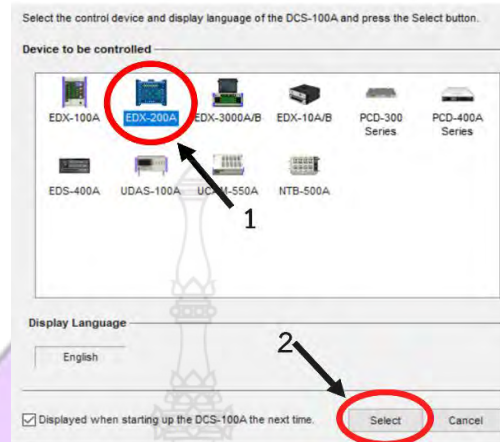 Select the control device and display language of the DCS-100A and press the Select button.
Device to be controlled
EDX-100A EDX-200A EDX-3000A/B EDX-10A/B PCD-300 Series PCD-400A Series
EDS-400A UDAS-100A UCAM-550A NTB-500A
1
Display Language
English
2
Displayed when starting up the DCS-100A the next time. Select Cancel